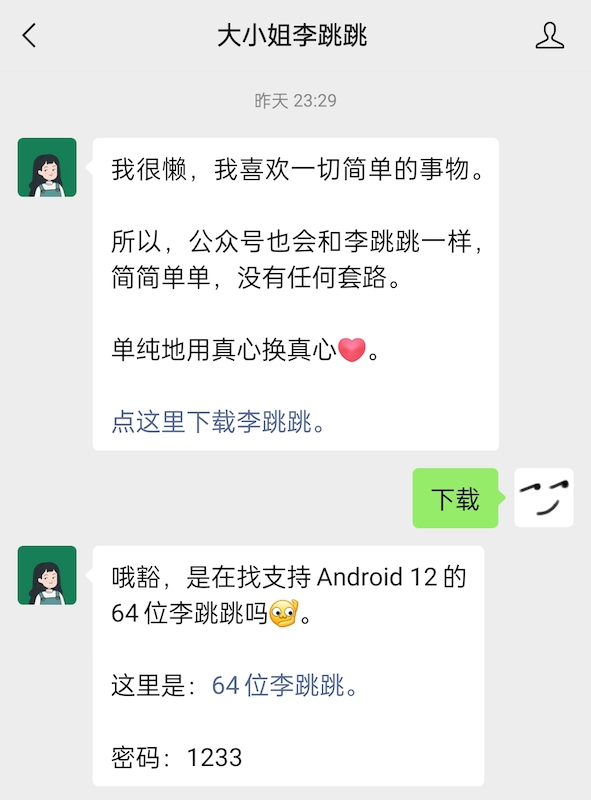 大小姐李跳跳
昨天 23:29
我很懒，我喜欢一切简单的事物。
所以，公众号也会和李跳跳一样，
简简单单，没有任何套路。
单纯地用真心换真心❤️。
点这里下载李跳跳。
下载
哦豁，是在找支持 Android 12 的
64 位李跳跳吗🫣。
这里是：64 位李跳跳。
密码：1233